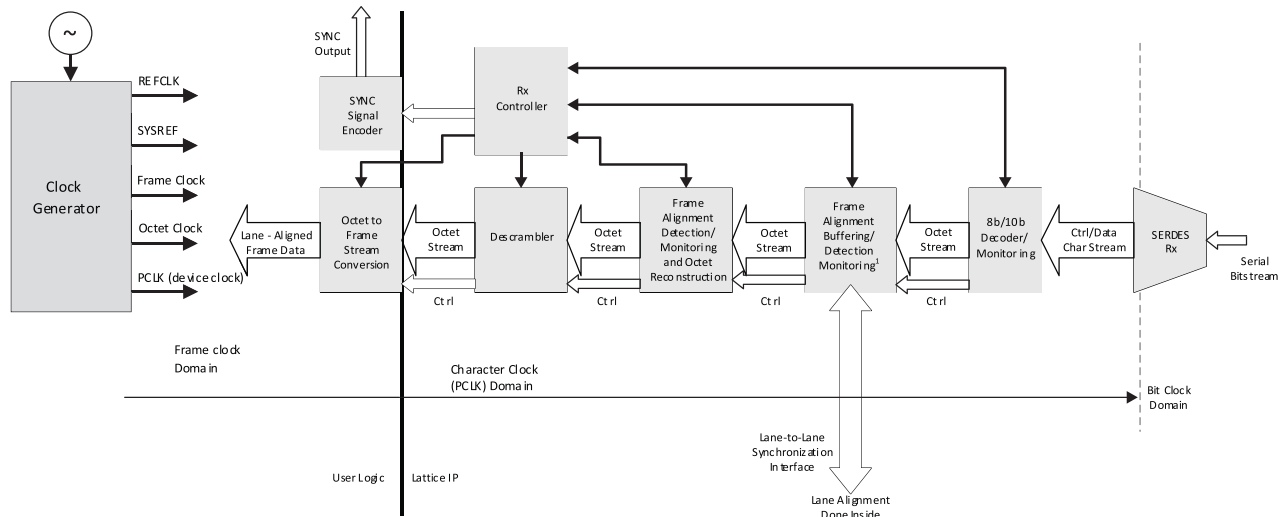 ~
SYNC
Output
REFCLK
SYSREF
Frame Clock
Octet Clock
PCLK (device clock)
Clock
Generator
SYNC
Signal
Encoder
Rx
Controller
Lane - Aligned
Frame Data
Octet to
Frame
Stream
Conversion
Octet
Stream
Descrambler
Octet
Stream
Frame
Alignment
Detection/
Monitoring
and Octet
Reconstruction
Octet
Stream
Frame
Alignment
Buffering/
Detection
Monitoring1
Octet
Stream
8b/10b
Decoder/
Monitoring
Ctrl/Data
Char Stream
SERDES
Rx
Serial
Bitstream
Ctrl
Ctrl
Ctrl
Ctrl
Frame clock
Domain
Character Clock
(PCLK) Domain
Bit Clock
Domain
Lane-to-Lane
Synchronization
Interface
User Logic
Lattice IP
Lane Alignment
Done Inside